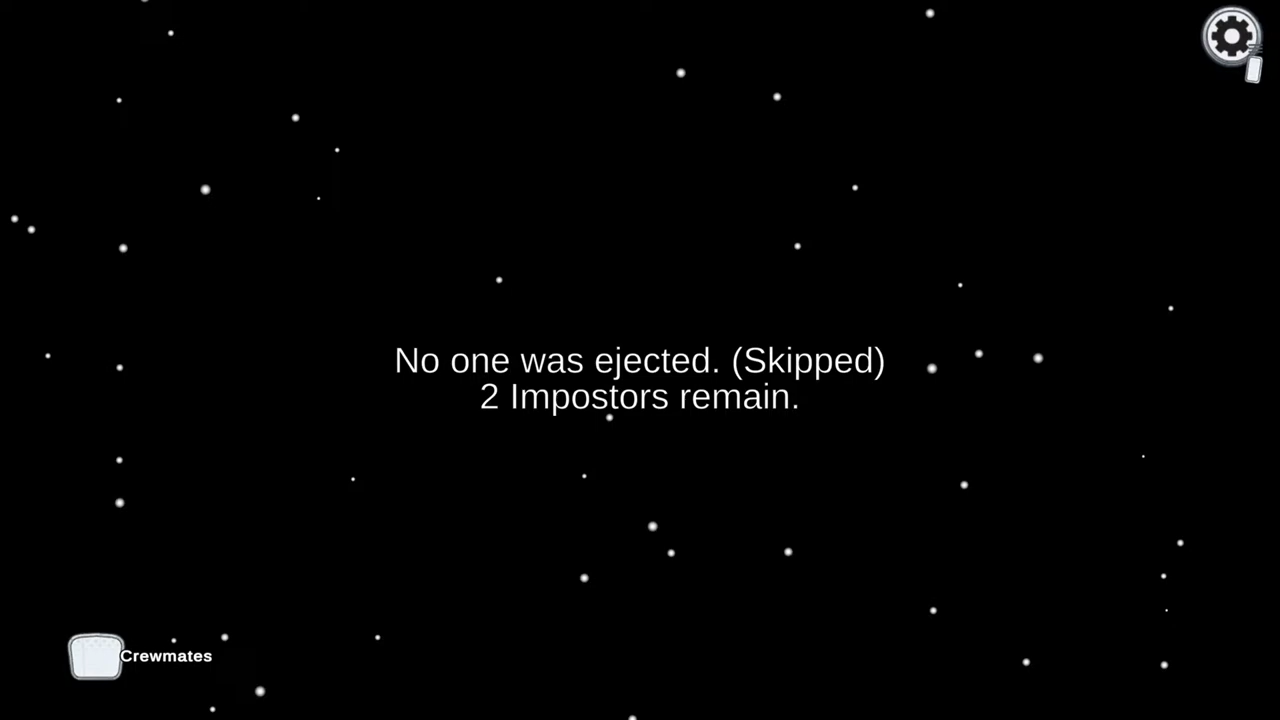 No one was ejected. (Skipped)
2 Impostors remain.
Crewmates